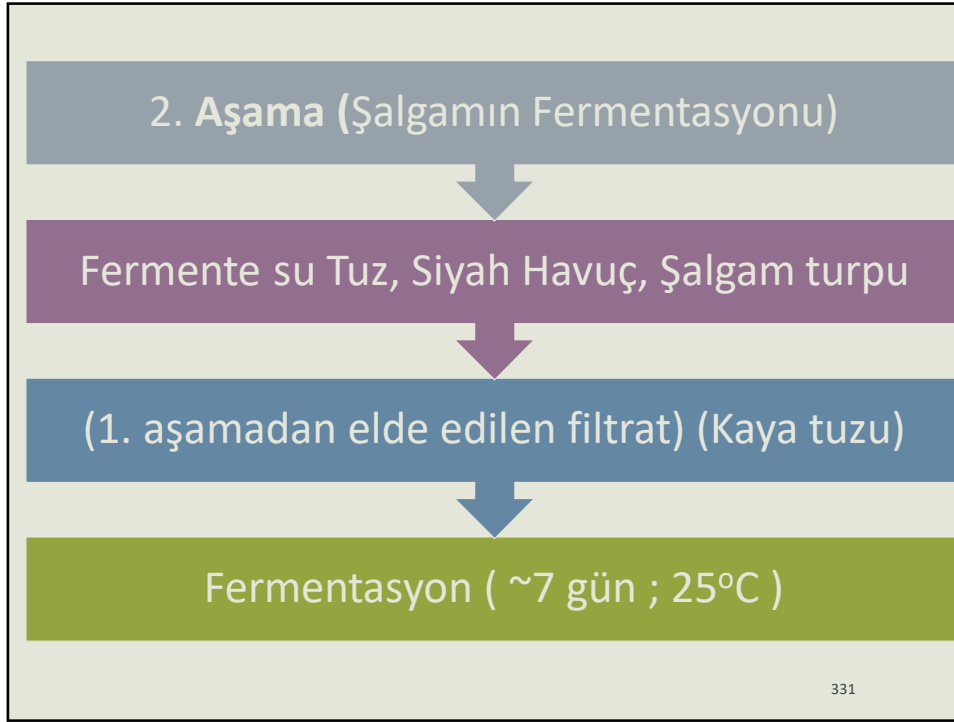 2. Aşama (Şalgamın Fermentasyonu)
Fermente su Tuz, Siyah Havuç, Şalgam turpu
(1. aşamadan elde edilen filtrat) (Kaya tuzu)
Fermentasyon ( ~7 gün ; 25°C )
331